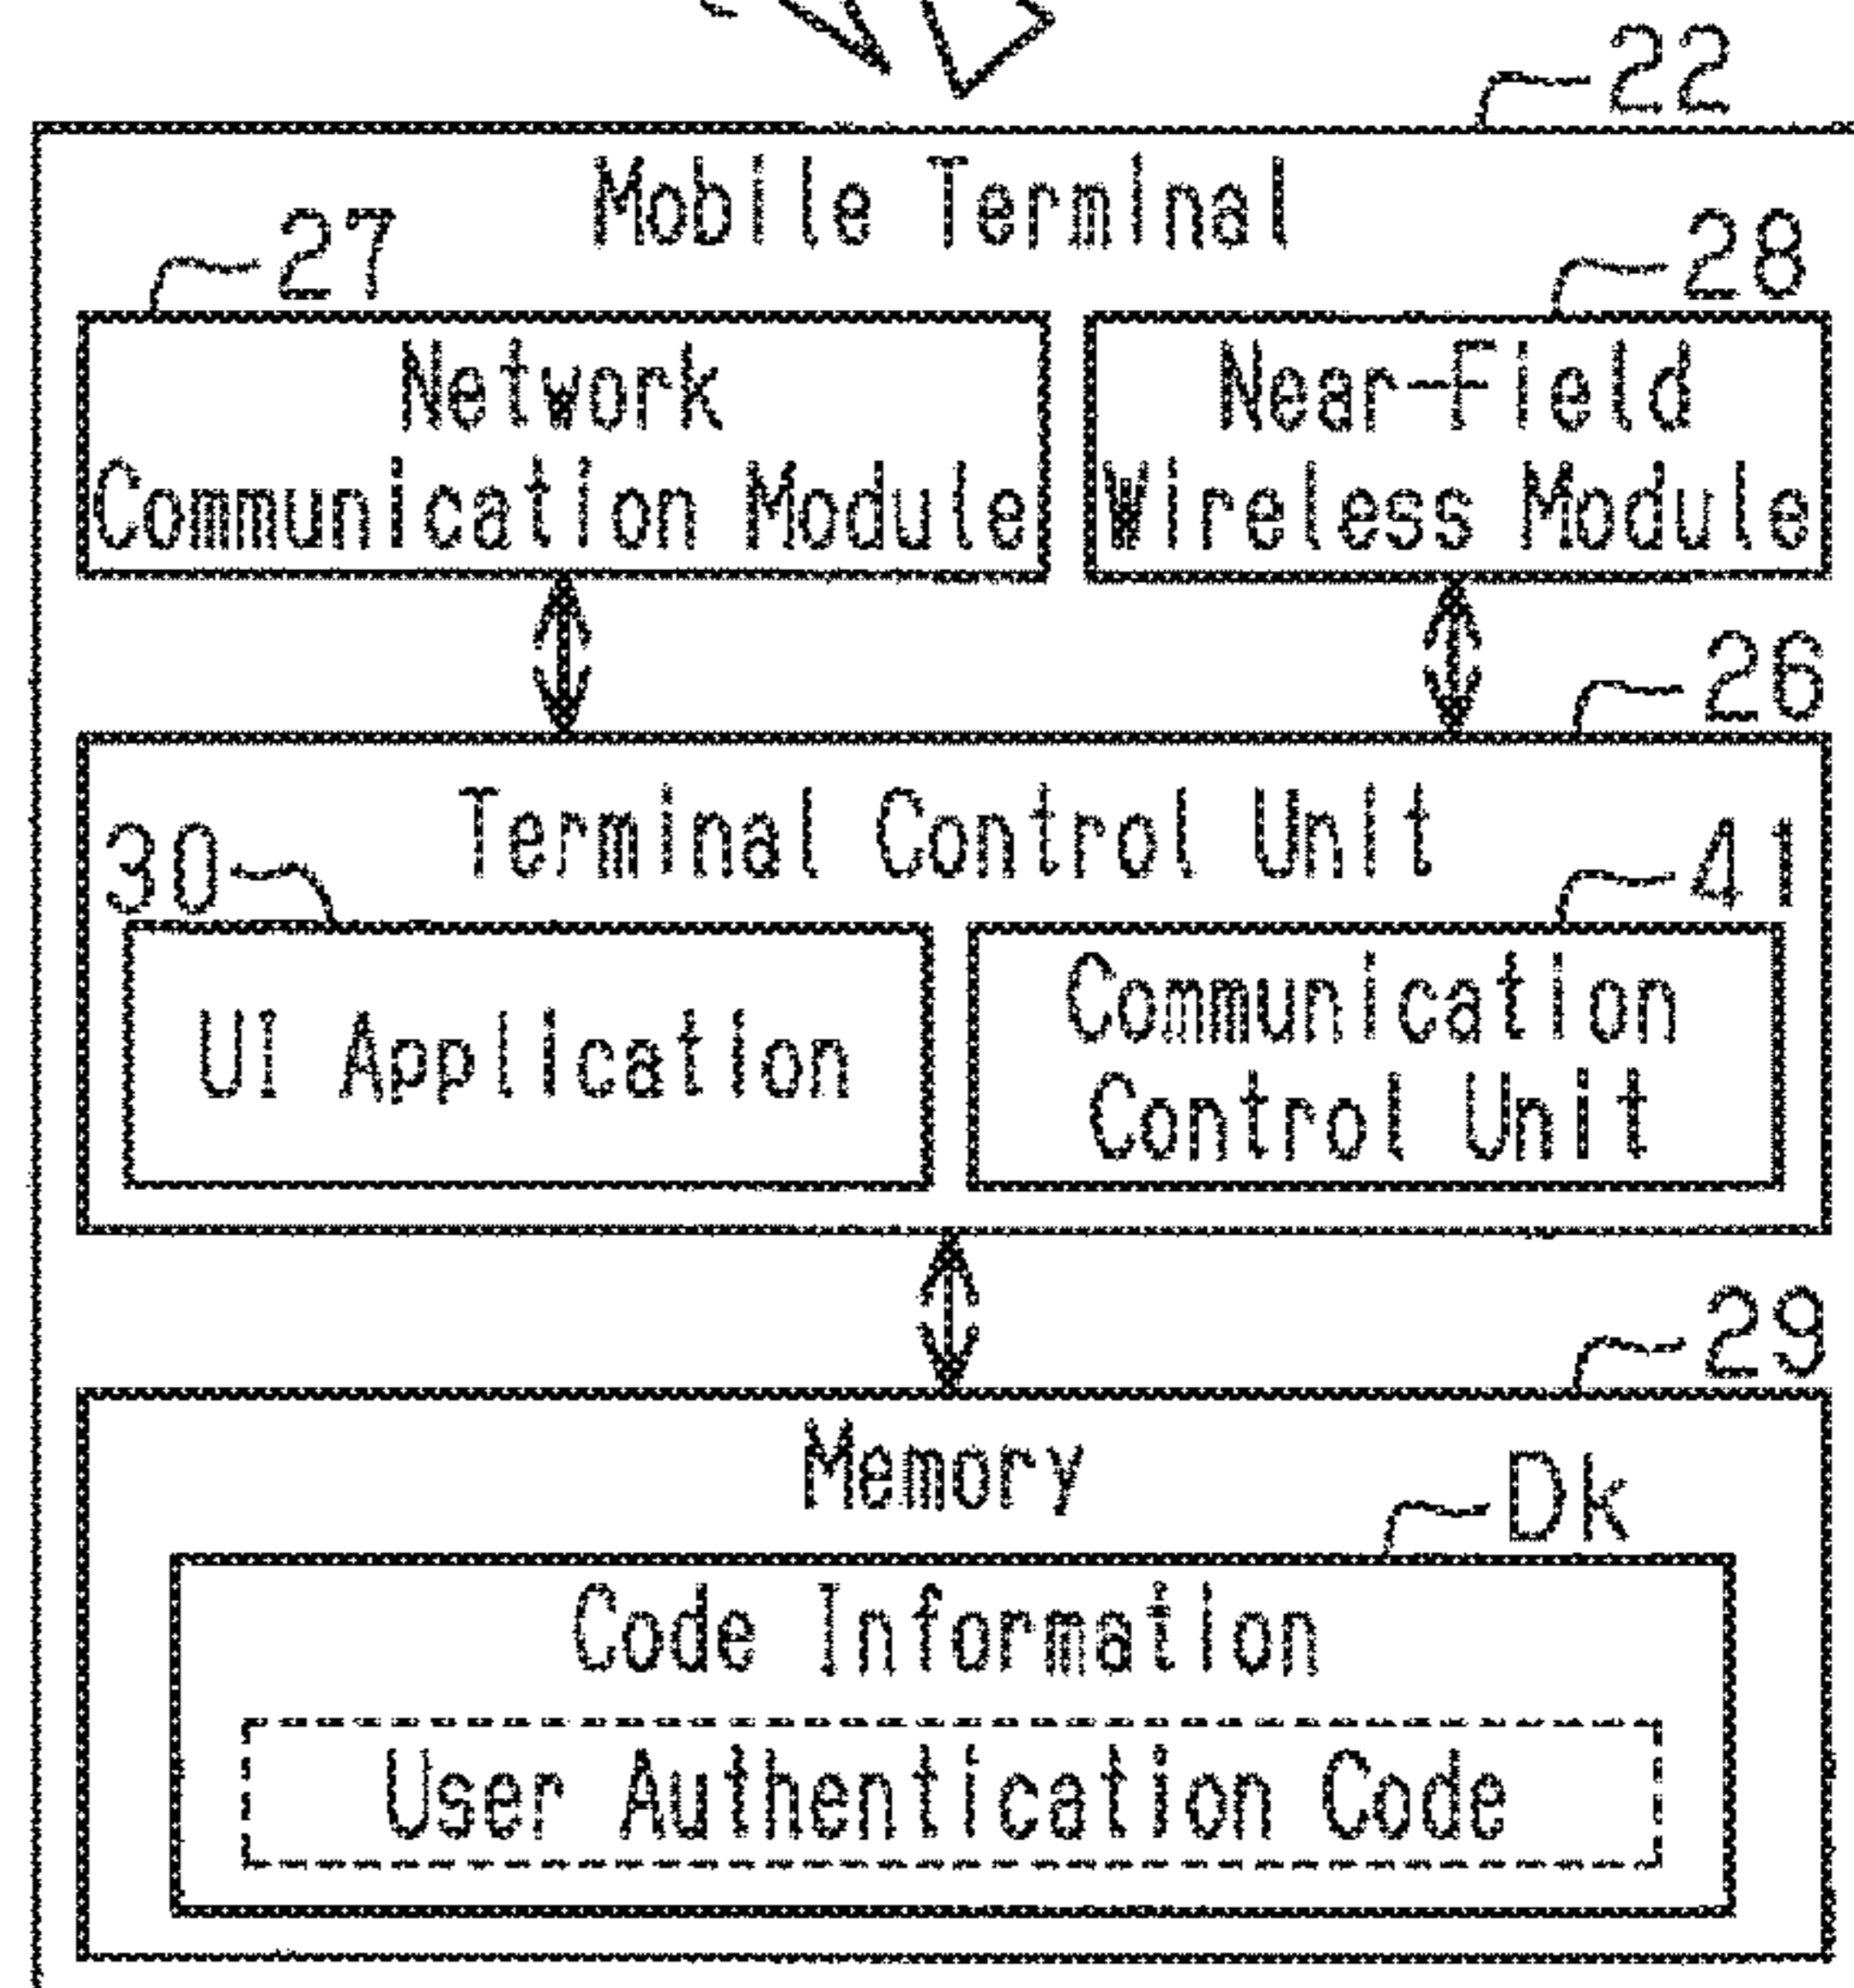 22
Mobile Terminal
27
28
Network
Communication Module
Near-Field
Wireless Module
26
Terminal Control Unit
30
41
UI Application
Communication
Control Unit
29
Memory
Dk
Code Information
User Authentication Code